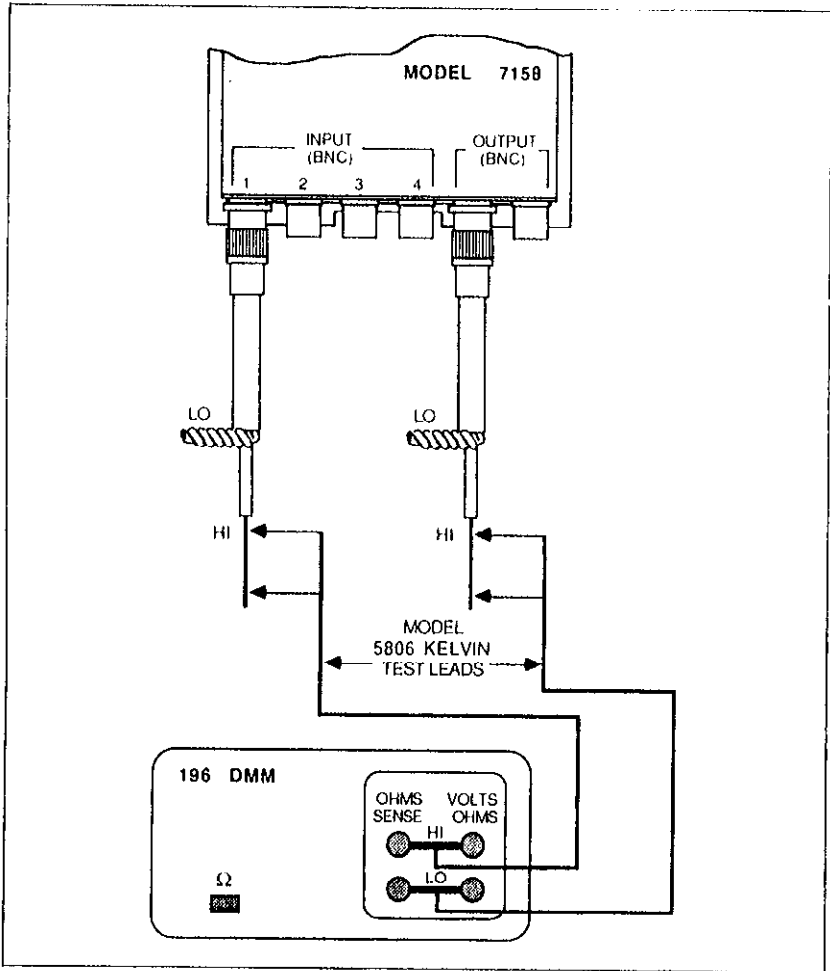 MODEL 7158
INPUT
(BNC)
OUTPUT
(BNC)
1 2 3 4
LO
LO
HI
HI
MODEL
5806 KELVIN
TEST LEADS
196 DMM
OHMS
SENSE
VOLTS
OHMS
HI
LO
Ω